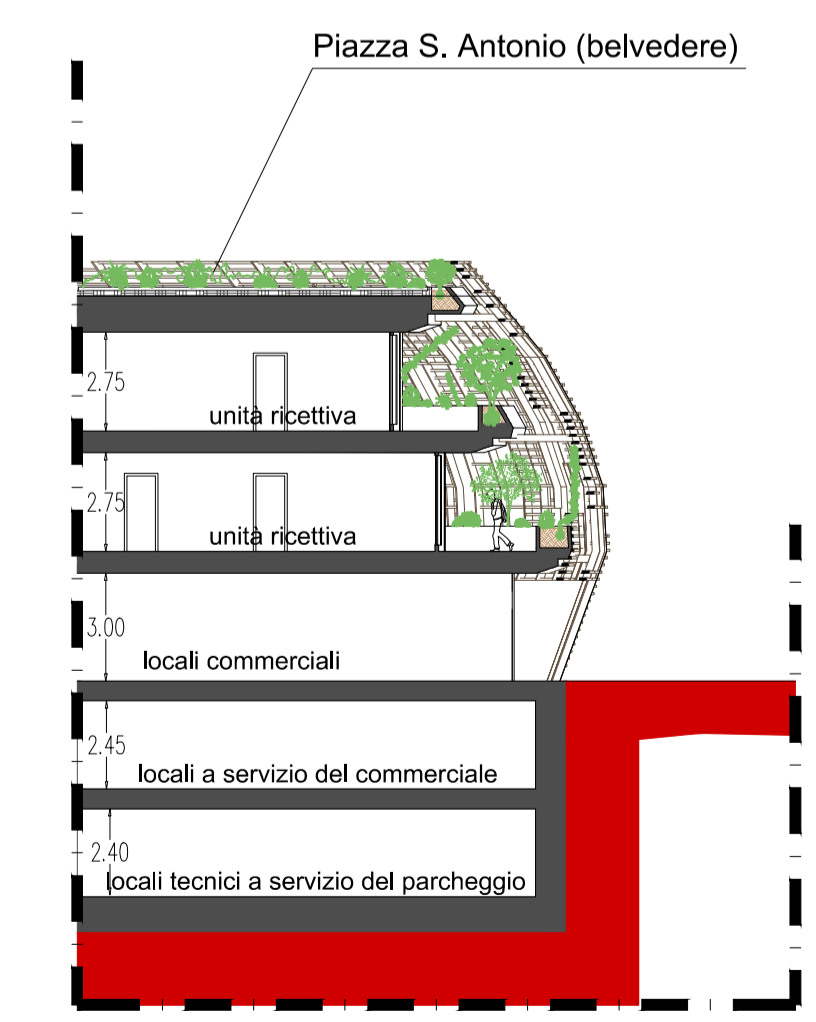 Piazza S. Antonio (belvedere)
2.75
unità ricettiva
2.75
unità ricettiva
3.00
locali commerciali
2.45
locali a servizio del commerciale
2.40
locali tecnici a servizio del parcheggio